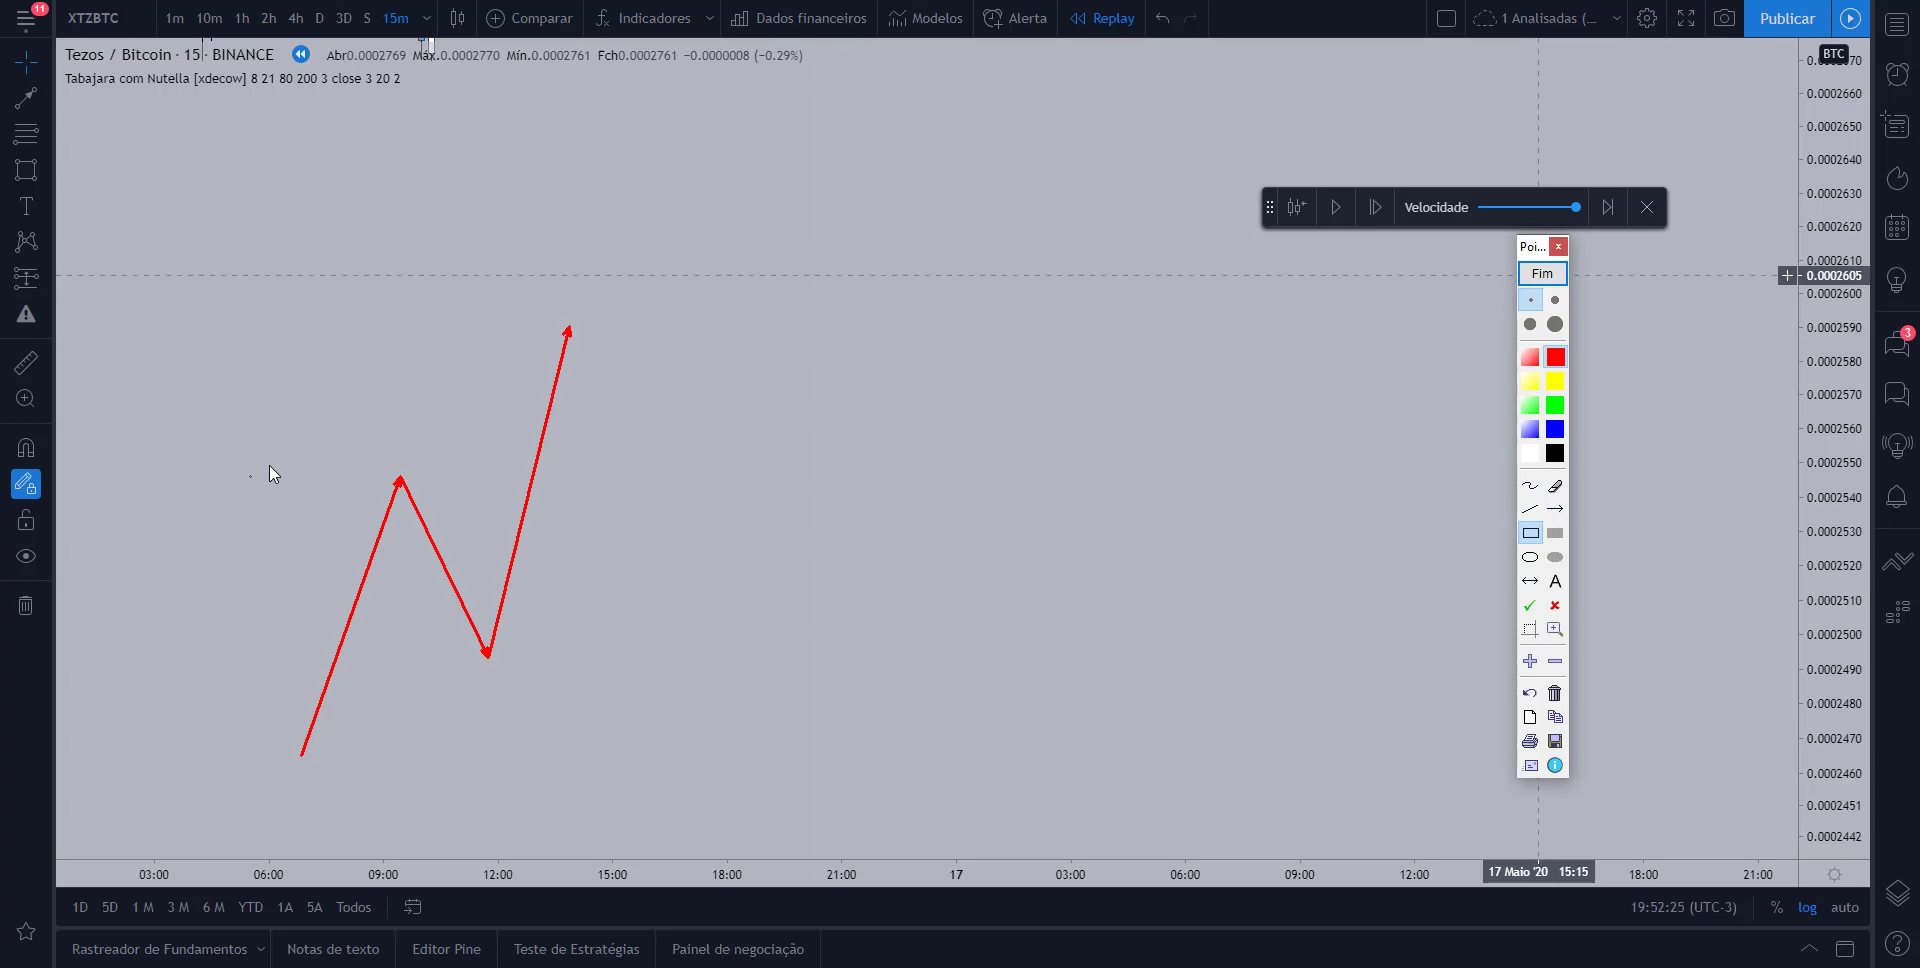 11
XTZBTC
1m 10m 1h 2h 4h D 3D S 15m
Comparar
Indicadores
Dados financeiros
Modelos
Alerta
Replay
1 Analisadas (...
Publicar
Tezos / Bitcoin · 15 · BINANCE
Abr0.0002769 Máx.0.0002770 Mín.0.0002761 Fch0.0002761 −0.0000008 (−0.29%)
Tabajara com Nutella [xdecow] 8 21 80 200 3 close 3 20 2
BTC
0.0002660
0.0002650
0.0002640
0.0002630
0.0002620
0.0002610
0.0002605
0.0002600
0.0002590
0.0002580
0.0002570
0.0002560
0.0002550
0.0002540
0.0002530
0.0002520
0.0002510
0.0002500
0.0002490
0.0002480
0.0002470
0.0002460
0.0002451
0.0002442
Velocidade
Poi...
Fim
A
3
03:00 06:00 09:00 12:00 15:00 18:00 21:00 17 03:00 06:00 09:00 12:00 17 Maio '20 15:15 18:00 21:00
1D 5D 1 M 3 M 6 M YTD 1A 5A Todos
19:52:25 (UTC-3) % log auto
Rastreador de Fundamentos
Notas de texto
Editor Pine
Teste de Estratégias
Painel de negociação